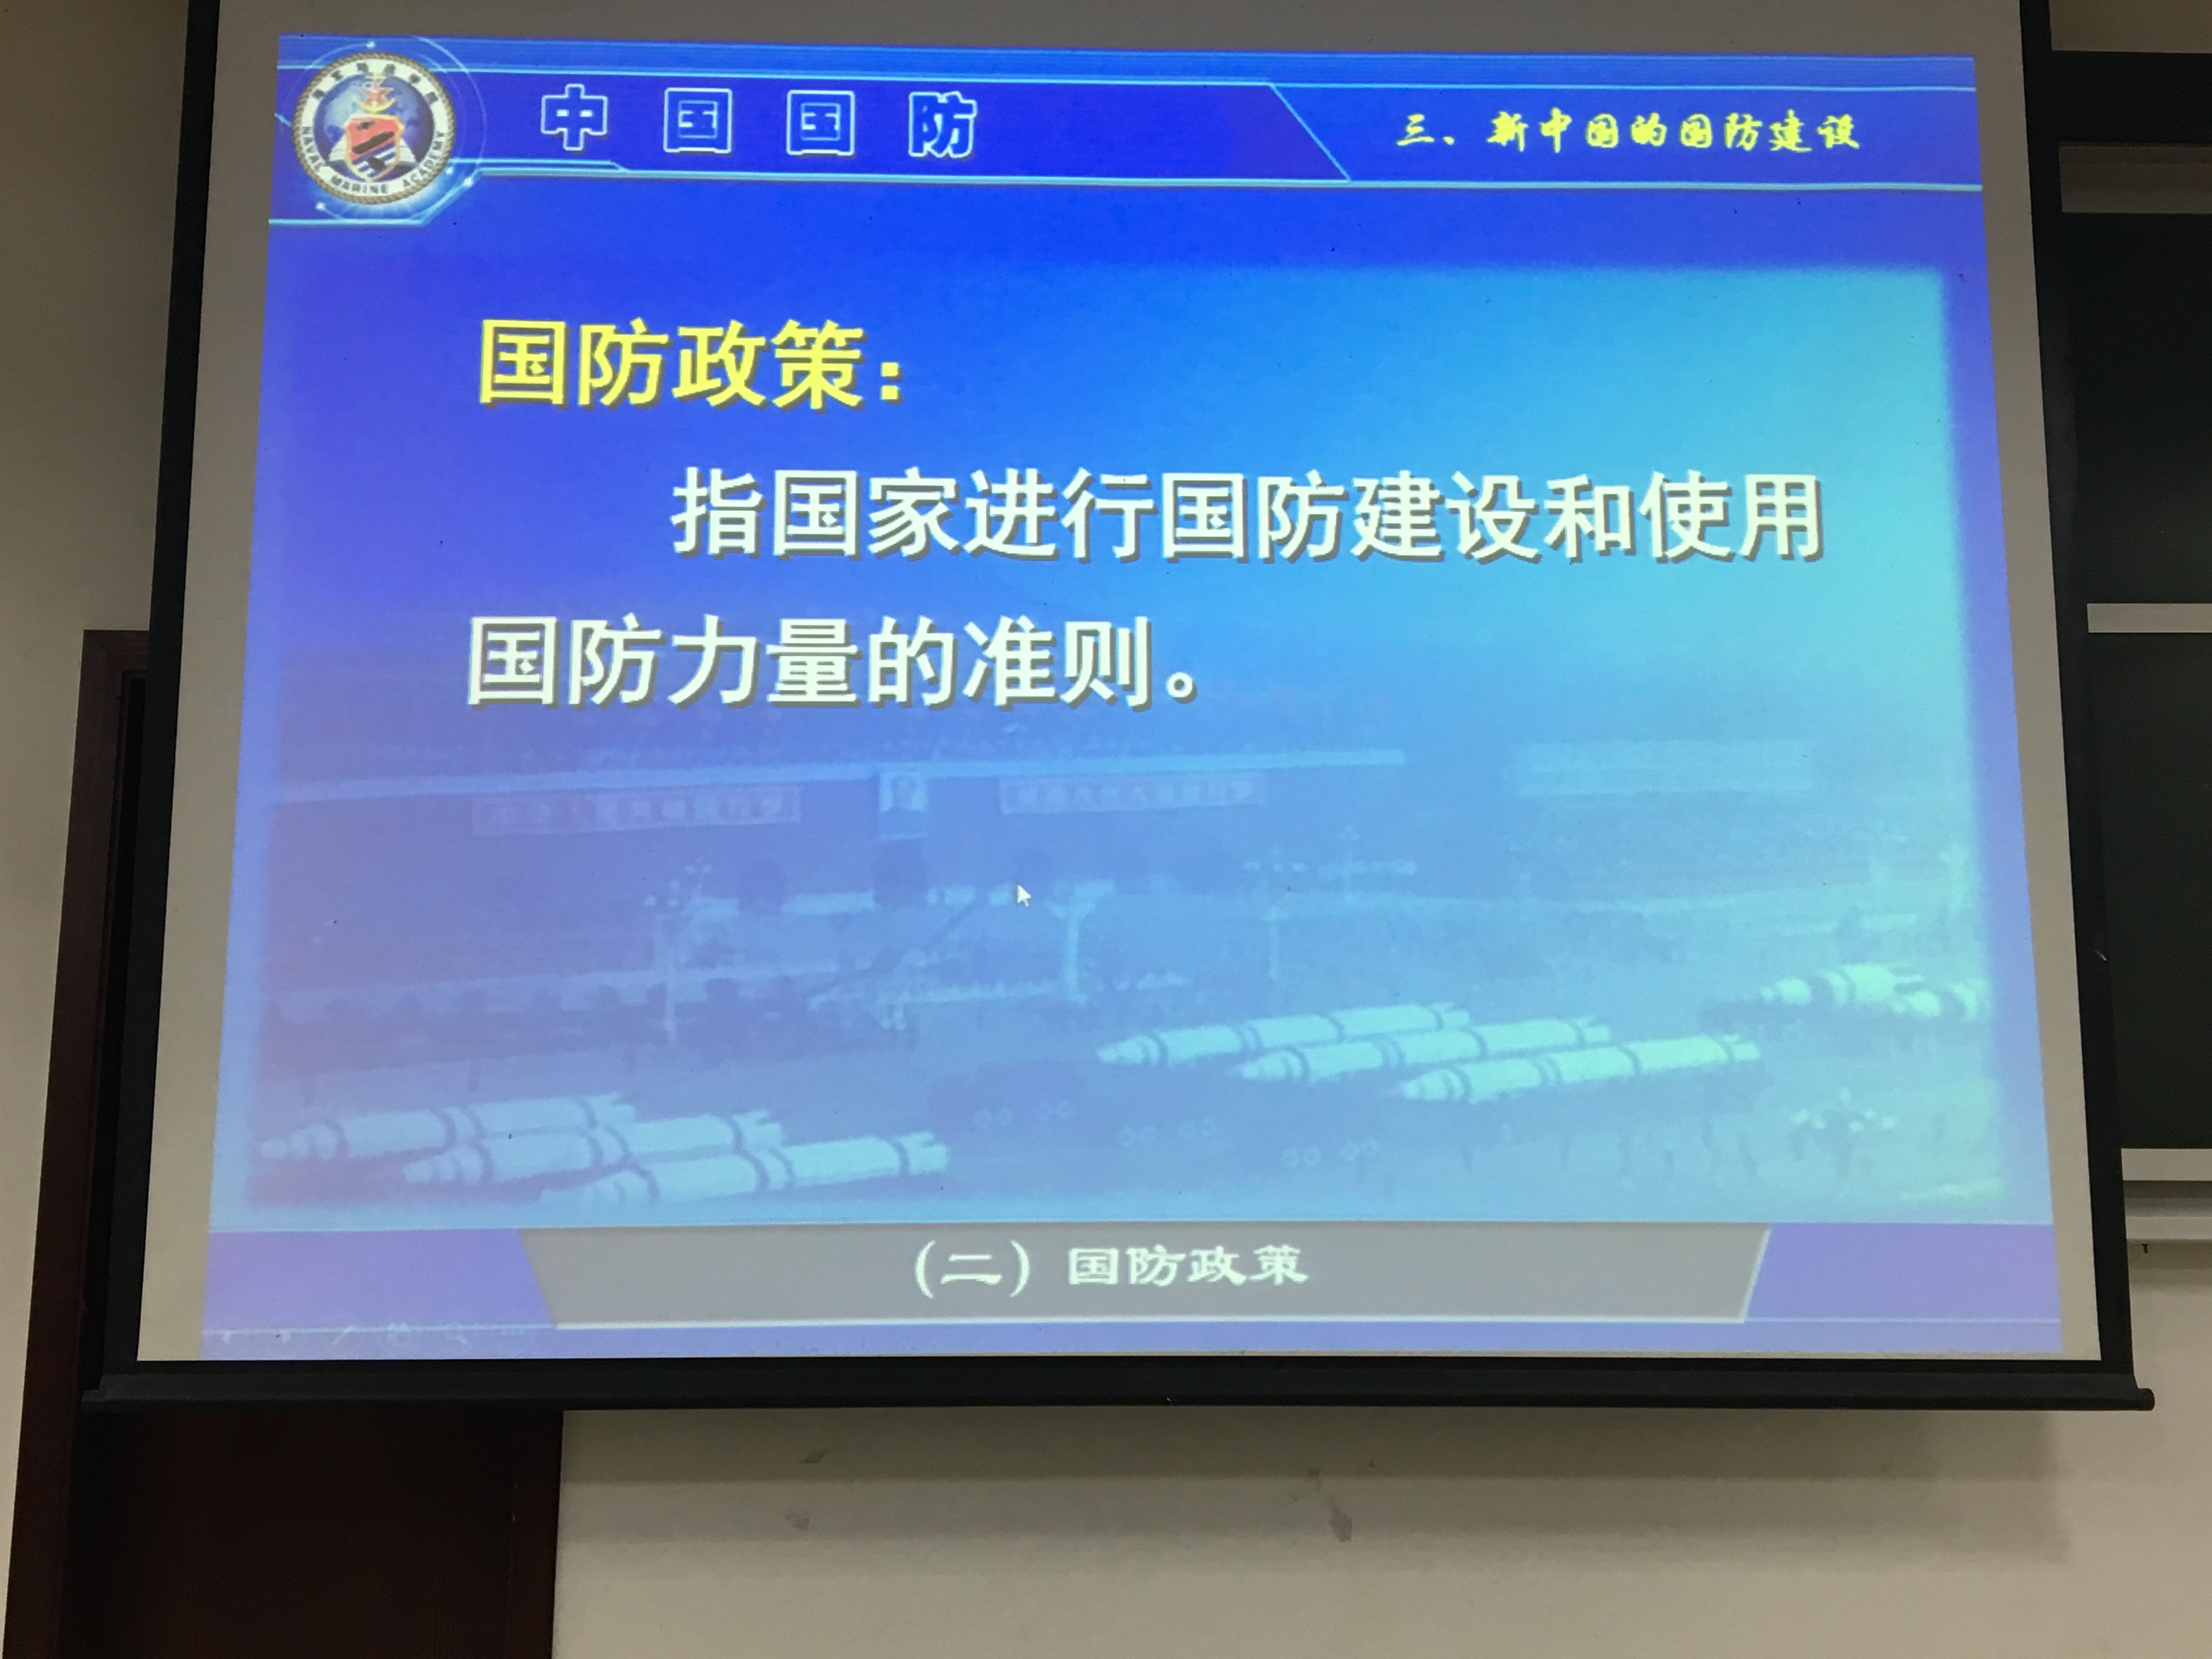 中国国防
三、新中国的国防建设
NAVAL MARINE ACADEMY
国防政策：
指国家进行国防建设和使用
国防力量的准则。
（二）国防政策